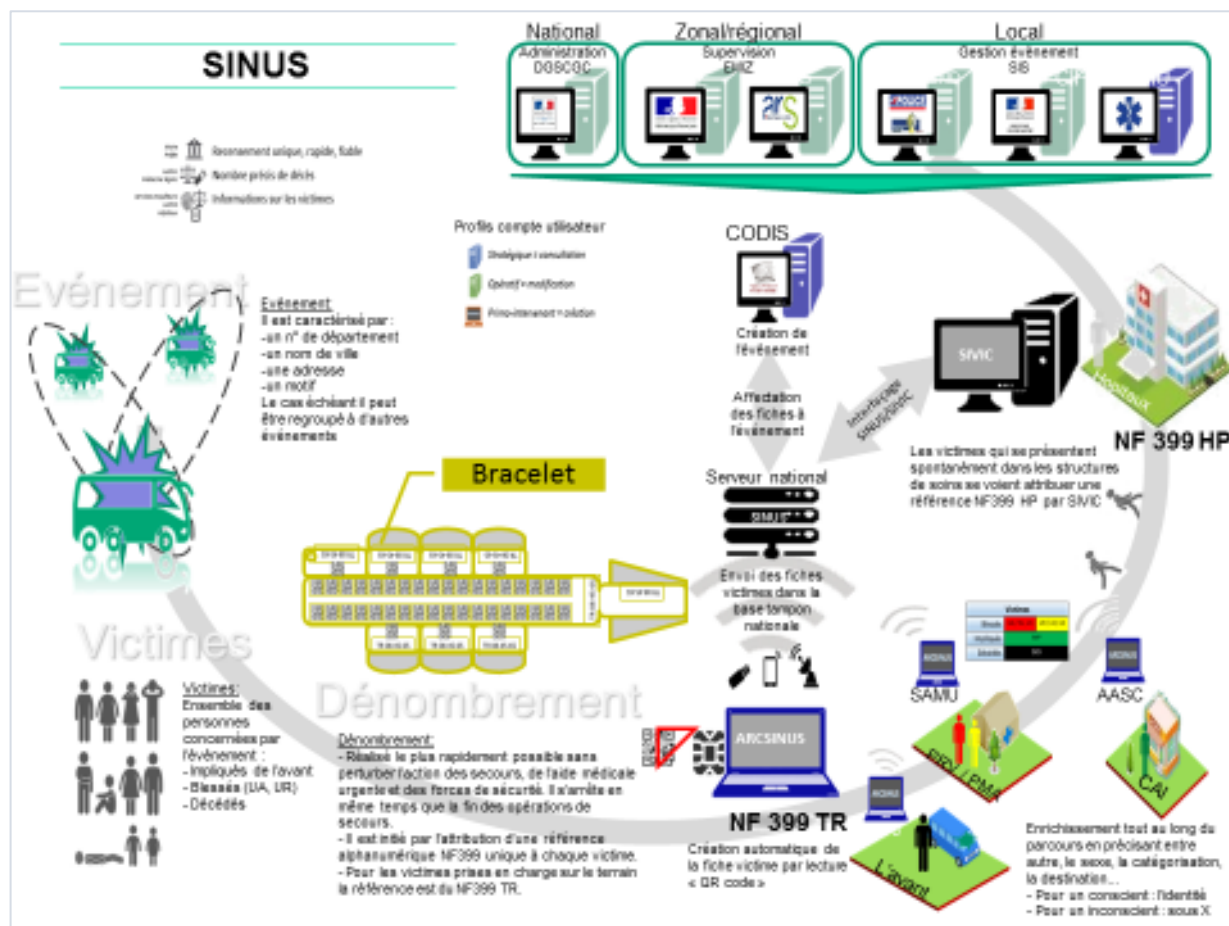 SINUS
Recensement unique, rapide, fiable
Nombre précis de décès
Informations sur les victimes
National
Administration
DGSCGC
Zonal/régional
Supervision
EMIZ
ars
Local
Gestion évènement
SIS
POLICE
Profils compte utilisateur
Stratégique = consultation
Opératif = modification
Primo-intervenant = création
CODIS
Création de
l'événement
Affectation
des fiches à
l'événement
Interfaçage
SINUS/SIVIC
SIVIC
Hôpitaux
NF 399 HP
Les victimes qui se présentent
spontanément dans les structures
de soins se voient attribuer une
référence NF399 HP par SIVIC
Evénement
Evénement:
Il est caractérisé par :
-un n° de département
-un nom de ville
-une adresse
-un motif
Le cas échéant il peut
être regroupé à d'autres
événements
Bracelet
Serveur national
SINUS
Envoi des fiches
victimes dans la
base tampon
nationale
Victimes
Victimes:
Ensemble des
personnes
concernées par
l'événement :
- Impliqués de l'avant
- Blessés (UA, UR)
- Décédés
Dénombrement
Dénombrement:
- Réalisé le plus rapidement possible sans
perturber l'action des secours, de l'aide médicale
urgente et des forces de sécurité. Il s'arrête en
même temps que la fin des opérations de
secours.
- Il est initié par l'attribution d'une référence
alphanumérique NF399 unique à chaque victime.
- Pour les victimes prises en charge sur le terrain
la référence est du NF399 TR.
ARCSINUS
NF 399 TR
Création automatique de
la fiche victime par lecture
« QR code »
Victimes
ARCSINUS
SAMU
PRV / PMA
ARCSINUS
AASC
CAI
ARCSINUS
L'avant
Enrichissement tout au long du
parcours en précisant entre
autre, le sexe, la catégorisation,
la destination...
- Pour un conscient : l'identité
- Pour un inconscient : sous X